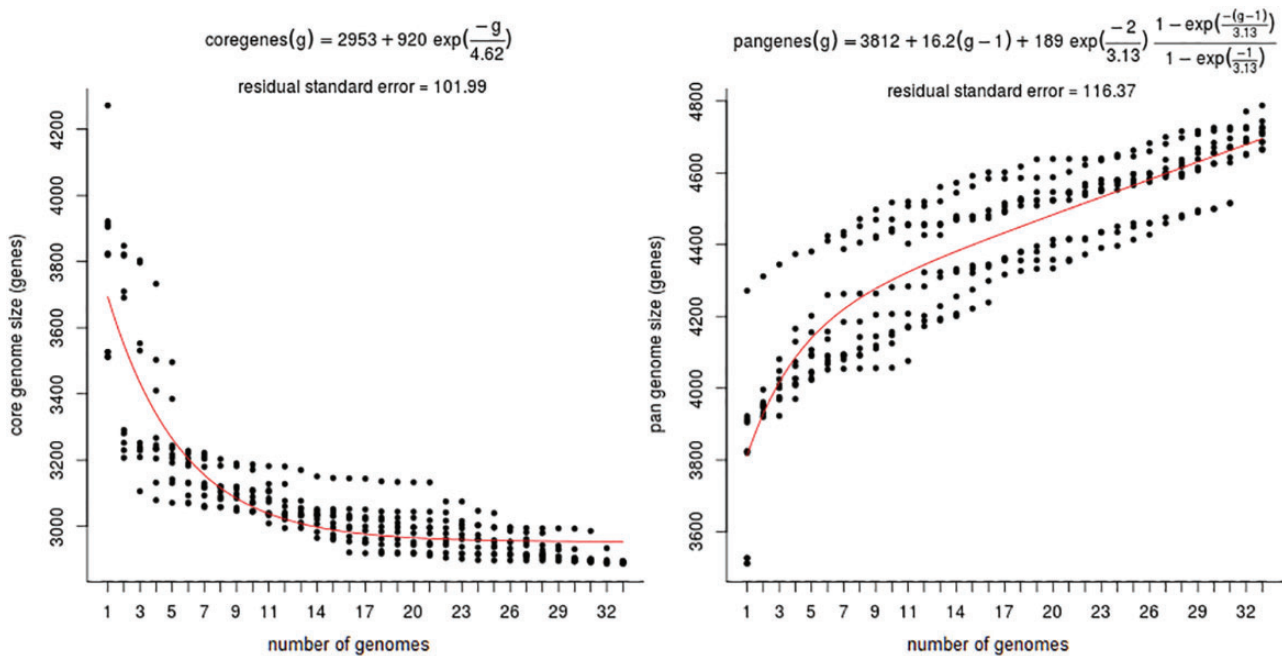 coregenes(g) = 2953 + 920 exp(-g/4.62)
residual standard error = 101.99
core genome size (genes)
4200
4000
3800
3600
3400
3200
3000
1 3 5 7 9 11 14 17 20 23 26 29 32
number of genomes
pangenes(g) = 3812 + 16.2(g-1) + 189 exp(-2/3.13) (1-exp(-(g-1)/3.13))/(1-exp(-1/3.13))
residual standard error = 116.37
pan genome size (genes)
4800
4600
4400
4200
4000
3800
3600
1 3 5 7 9 11 14 17 20 23 26 29 32
number of genomes